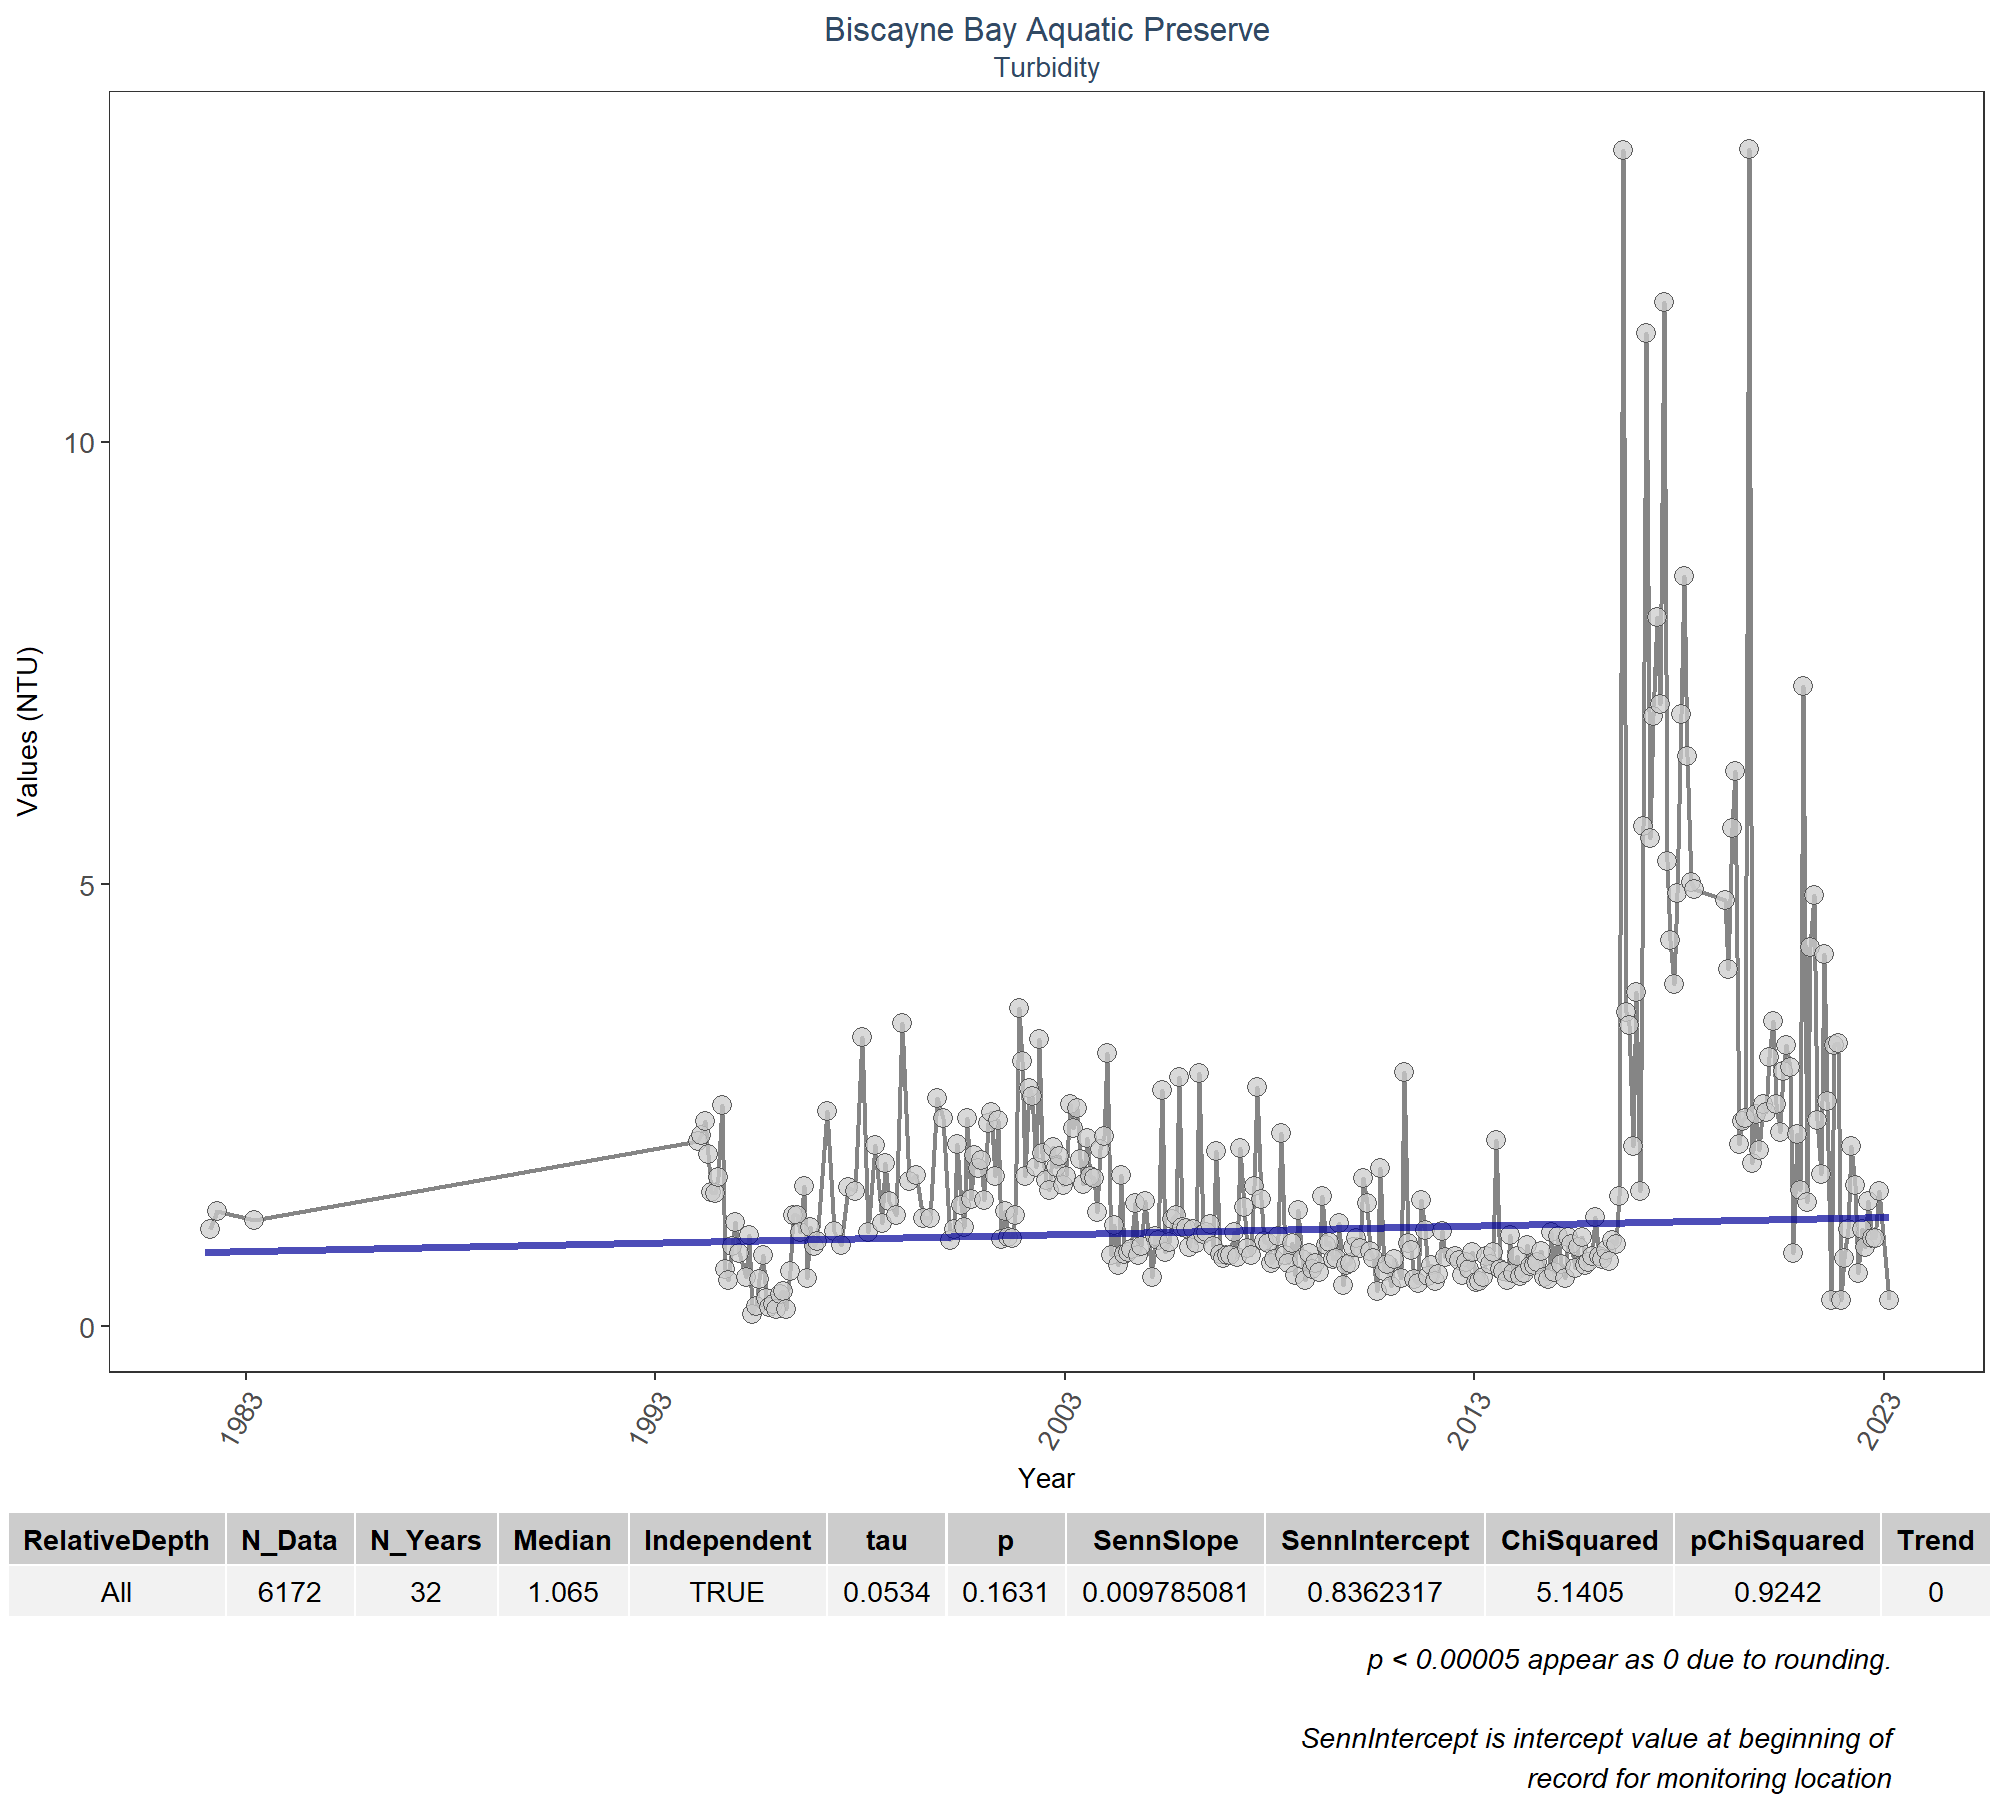 Biscayne Bay Aquatic Preserve
Turbidity
Values (NTU)
10
5
0
1983
1993
2003
2013
2023
Year
RelativeDepth N_Data N_Years Median Independent tau p SennSlope SennIntercept ChiSquared pChiSquared Trend
All 6172 32 1.065 TRUE 0.0534 0.1631 0.009785081 0.8362317 5.1405 0.9242 0
p < 0.00005 appear as 0 due to rounding.
SennIntercept is intercept value at beginning of
record for monitoring location